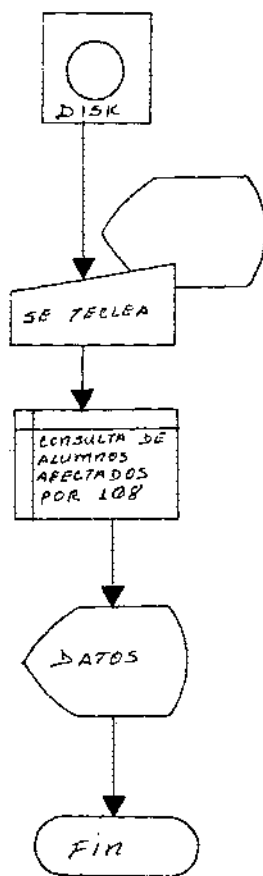 DISK
SE TECLEA
CONSULTA DE
ALUMNOS
AFECTADOS
POR 108
DATOS
Fin